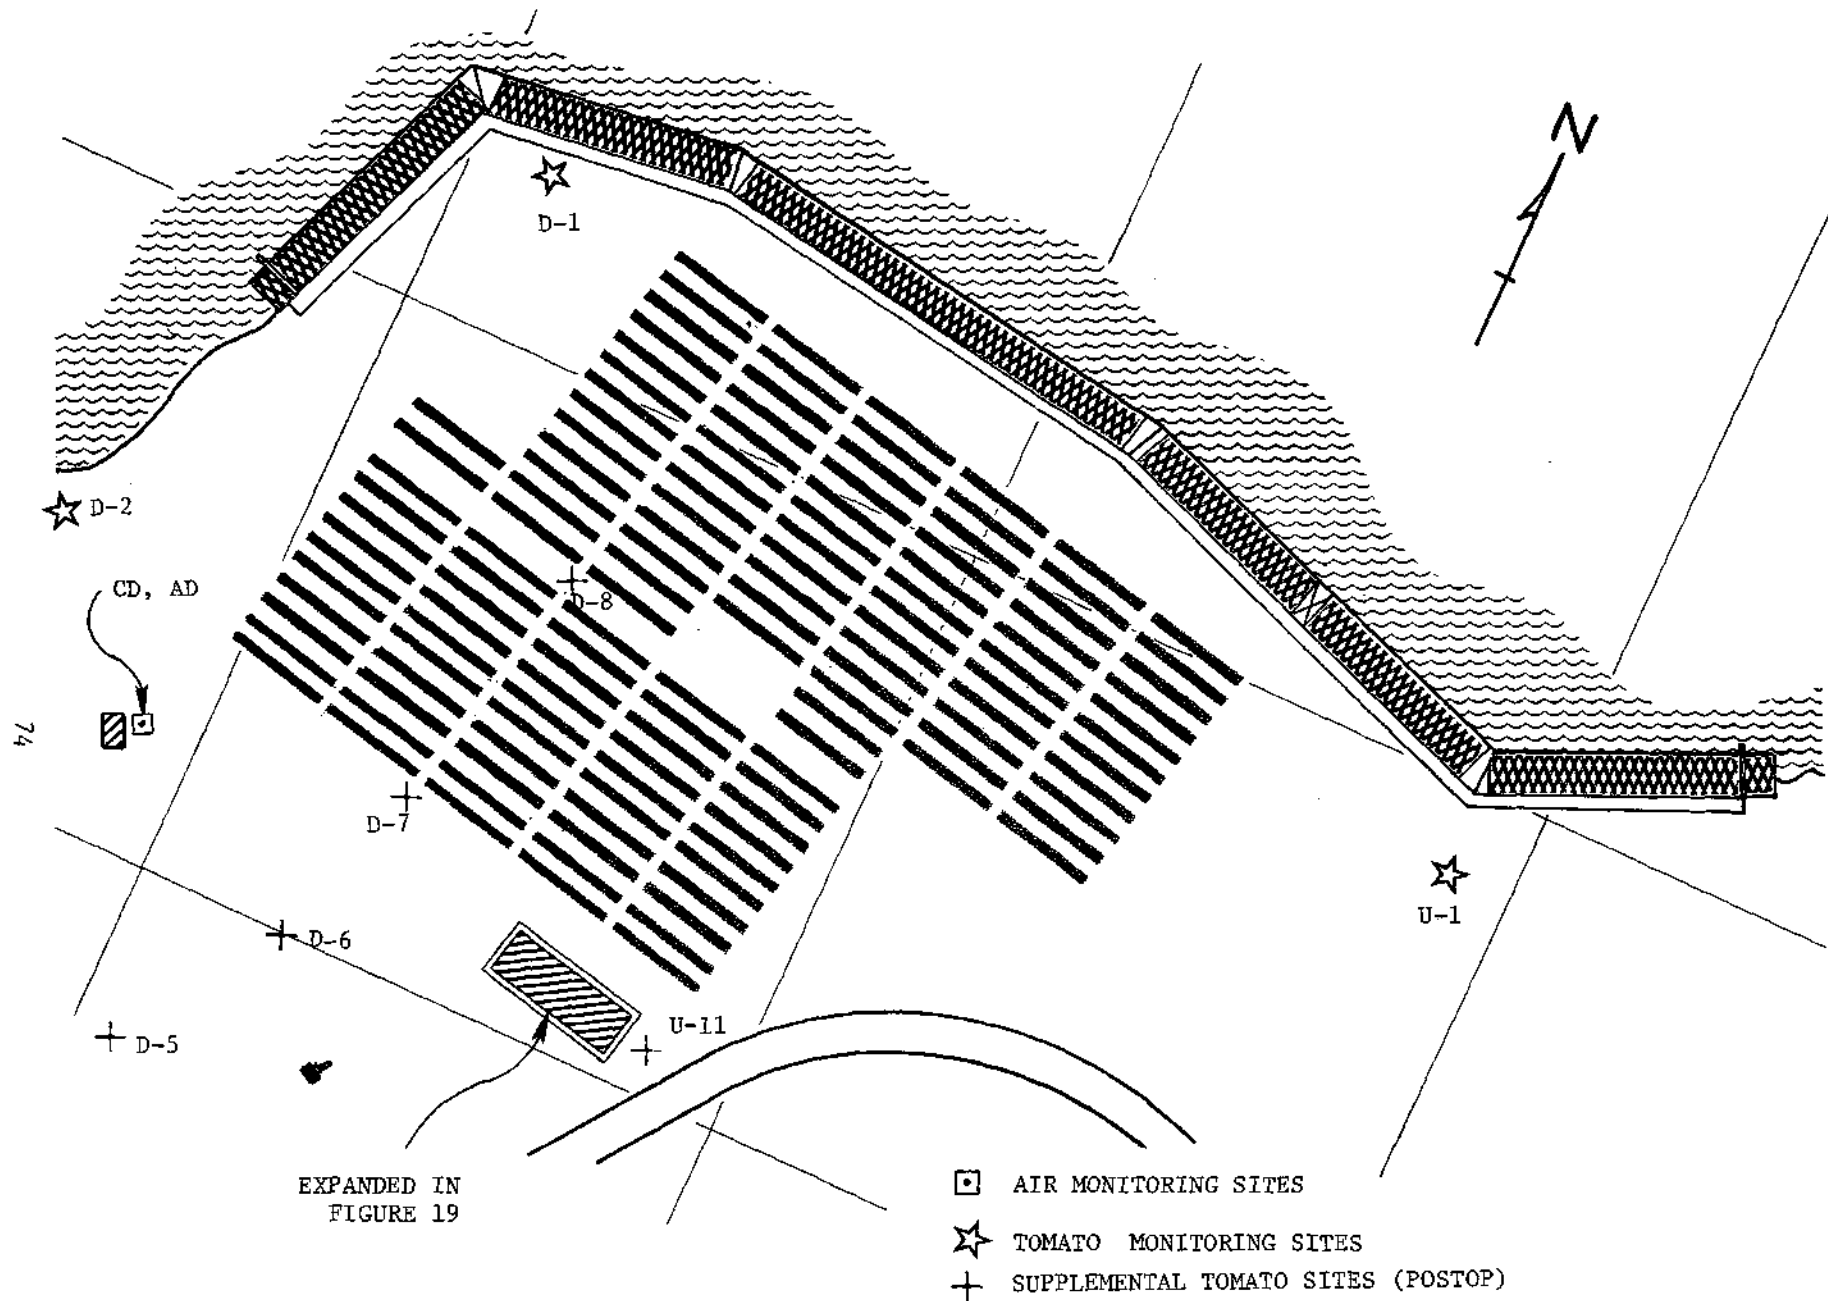 N
D-1
D-2
CD, AD
D-8
74
D-7
D-6
D-5
U-1
U-11
EXPANDED IN
FIGURE 19
AIR MONITORING SITES
TOMATO MONITORING SITES
SUPPLEMENTAL TOMATO SITES (POSTOP)